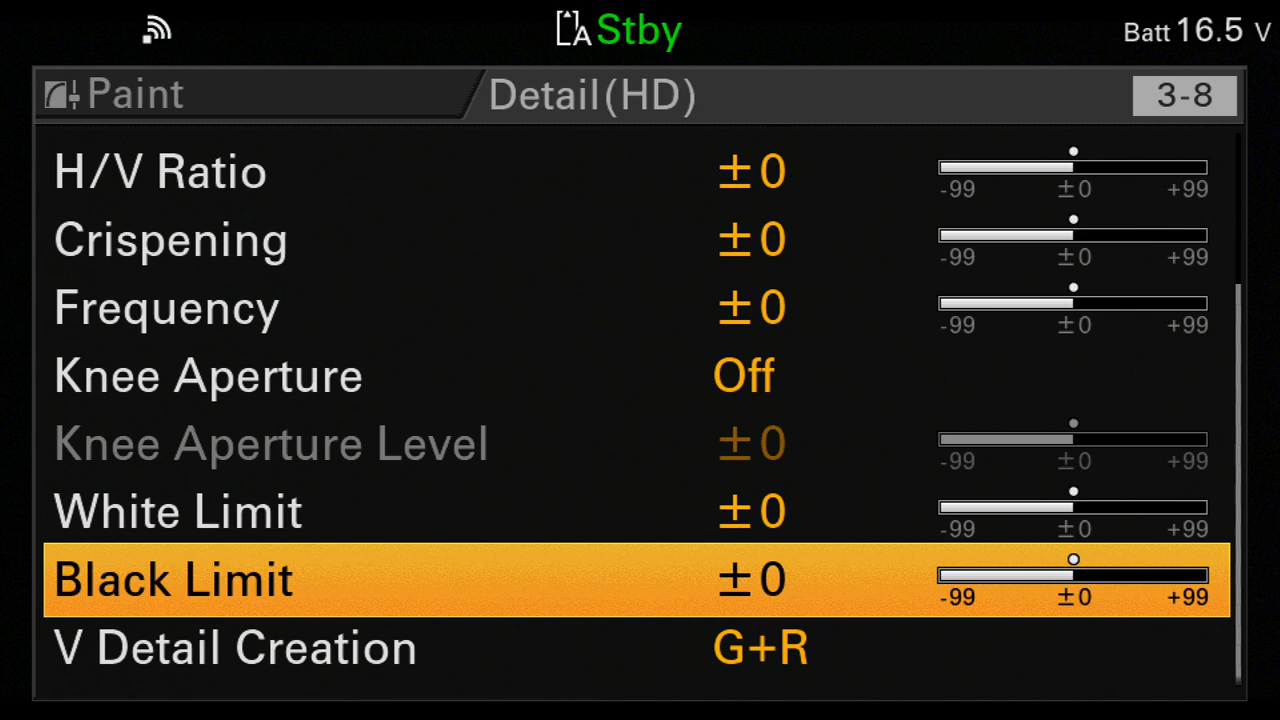 A Stby Batt 16.5 V
Paint Detail(HD) 3-8
H/V Ratio ±0
-99 ±0 +99
Crispening ±0
-99 ±0 +99
Frequency ±0
-99 ±0 +99
Knee Aperture Off
Knee Aperture Level ±0
-99 ±0 +99
White Limit ±0
-99 ±0 +99
Black Limit ±0
-99 ±0 +99
V Detail Creation G+R